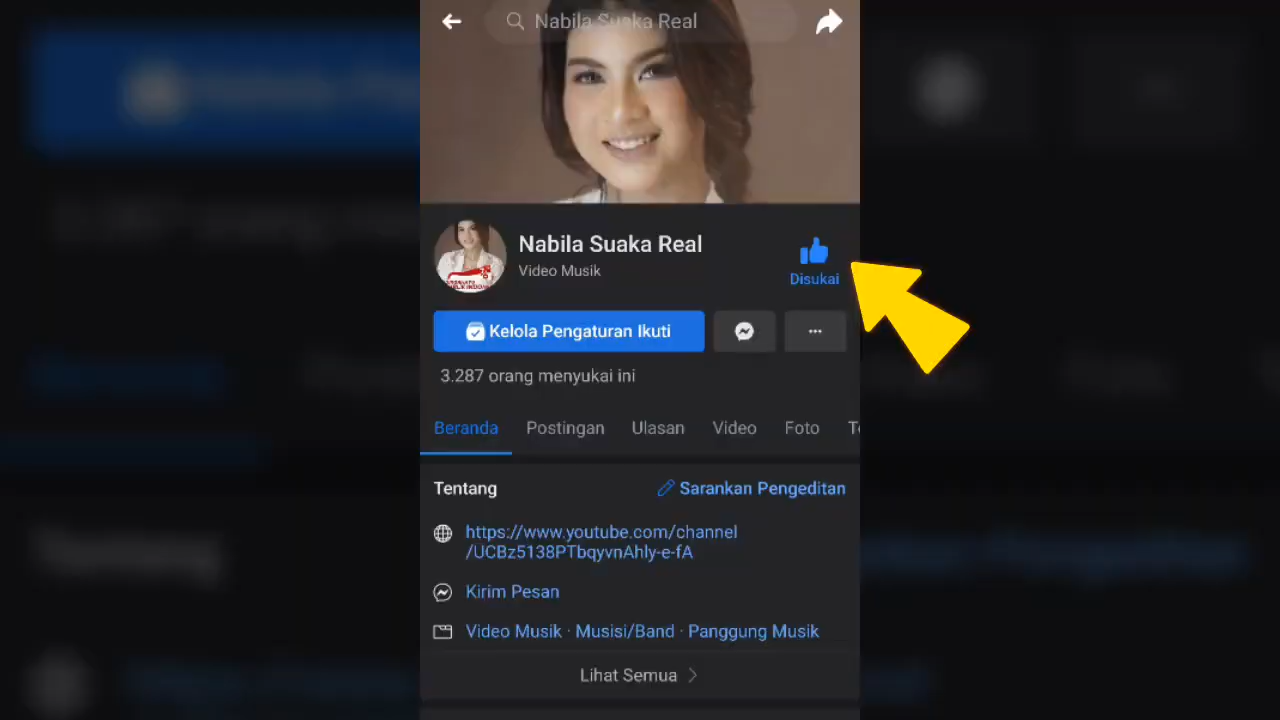 Nabila Suaka Real
Nabila Suaka Real
Video Musik
Disukai
Kelola Pengaturan Ikuti
3.287 orang menyukai ini
Beranda Postingan Ulasan Video Foto
Tentang
Sarankan Pengeditan
https://www.youtube.com/channel
/UCBz5138PTbqyvnAhly-e-fA
Kirim Pesan
Video Musik · Musisi/Band · Panggung Musik
Lihat Semua